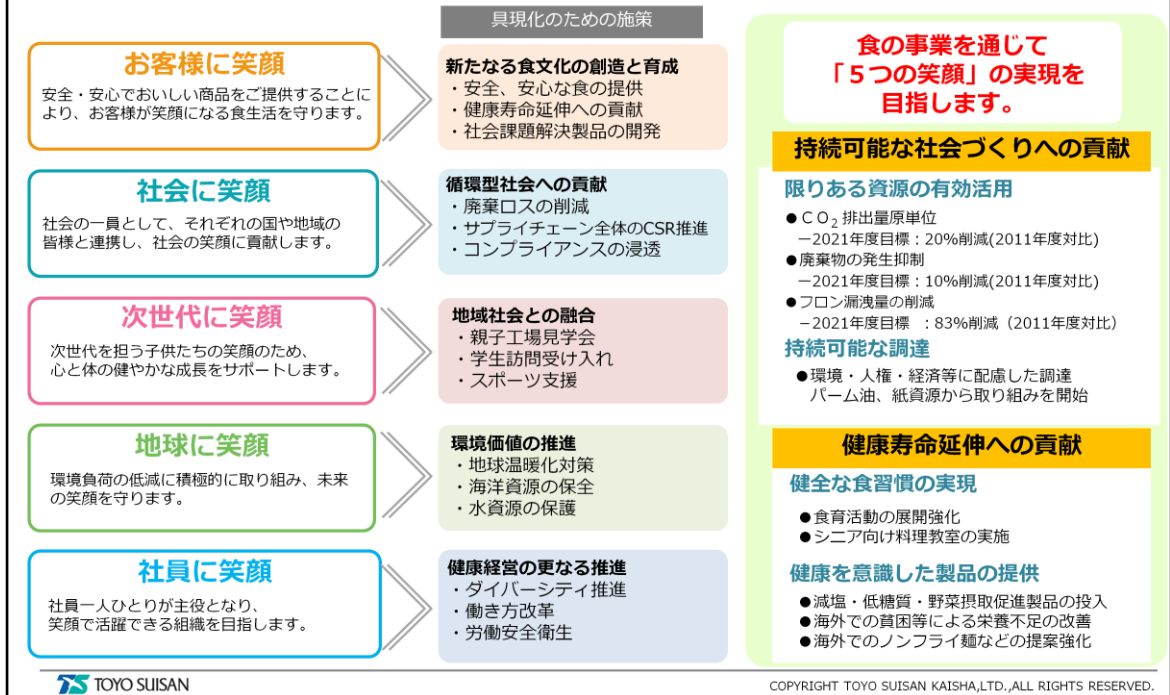 具現化のための施策
お客様に笑顔
安全・安心でおいしい商品をご提供することに
より、お客様が笑顔になる食生活を守ります。
新たなる食文化の創造と育成
・安全、安心な食の提供
・健康寿命延伸への貢献
・社会課題解決製品の開発
社会に笑顔
社会の一員として、それぞれの国や地域の
皆様と連携し、社会の笑顔に貢献します。
循環型社会への貢献
・廃棄ロスの削減
・サプライチェーン全体のCSR推進
・コンプライアンスの浸透
次世代に笑顔
次世代を担う子供たちの笑顔のため、
心と体の健やかな成長をサポートします。
地域社会との融合
・親子工場見学会
・学生訪問受け入れ
・スポーツ支援
地球に笑顔
環境負荷の低減に積極的に取り組み、未来
の笑顔を守ります。
環境価値の推進
・地球温暖化対策
・海洋資源の保全
・水資源の保護
社員に笑顔
社員一人ひとりが主役となり、
笑顔で活躍できる組織を目指します。
健康経営の更なる推進
・ダイバーシティ推進
・働き方改革
・労働安全衛生
食の事業を通じて
「５つの笑顔」の実現を
目指します。
持続可能な社会づくりへの貢献
限りある資源の有効活用
●ＣＯ₂排出量原単位
－2021年度目標：20%削減(2011年度対比)
●廃棄物の発生抑制
－2021年度目標：10%削減(2011年度対比)
●フロン漏洩量の削減
－2021年度目標　：83%削減（2011年度対比）
持続可能な調達
●環境・人権・経済等に配慮した調達
パーム油、紙資源から取り組みを開始
健康寿命延伸への貢献
健全な食習慣の実現
●食育活動の展開強化
●シニア向け料理教室の実施
健康を意識した製品の提供
●減塩・低糖質・野菜摂取促進製品の投入
●海外での貧困等による栄養不足の改善
●海外でのノンフライ麺などの提案強化
TOYO SUISAN
COPYRIGHT TOYO SUISAN KAISHA,LTD.,ALL RIGHTS RESERVED.